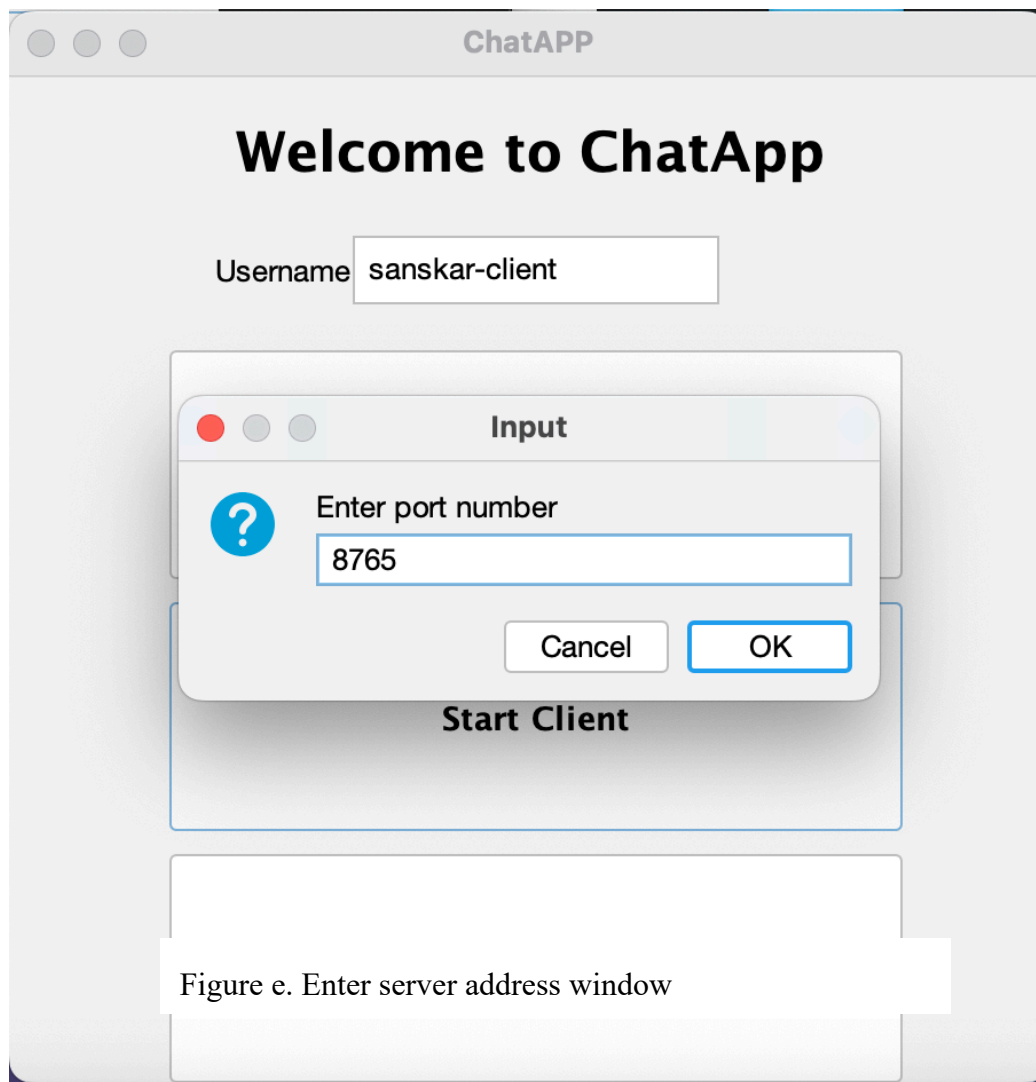 ChatAPP
Welcome to ChatApp
Username sanskar-client
Input
?
Enter port number
8765
Cancel OK
Start Client
Figure e. Enter server address window